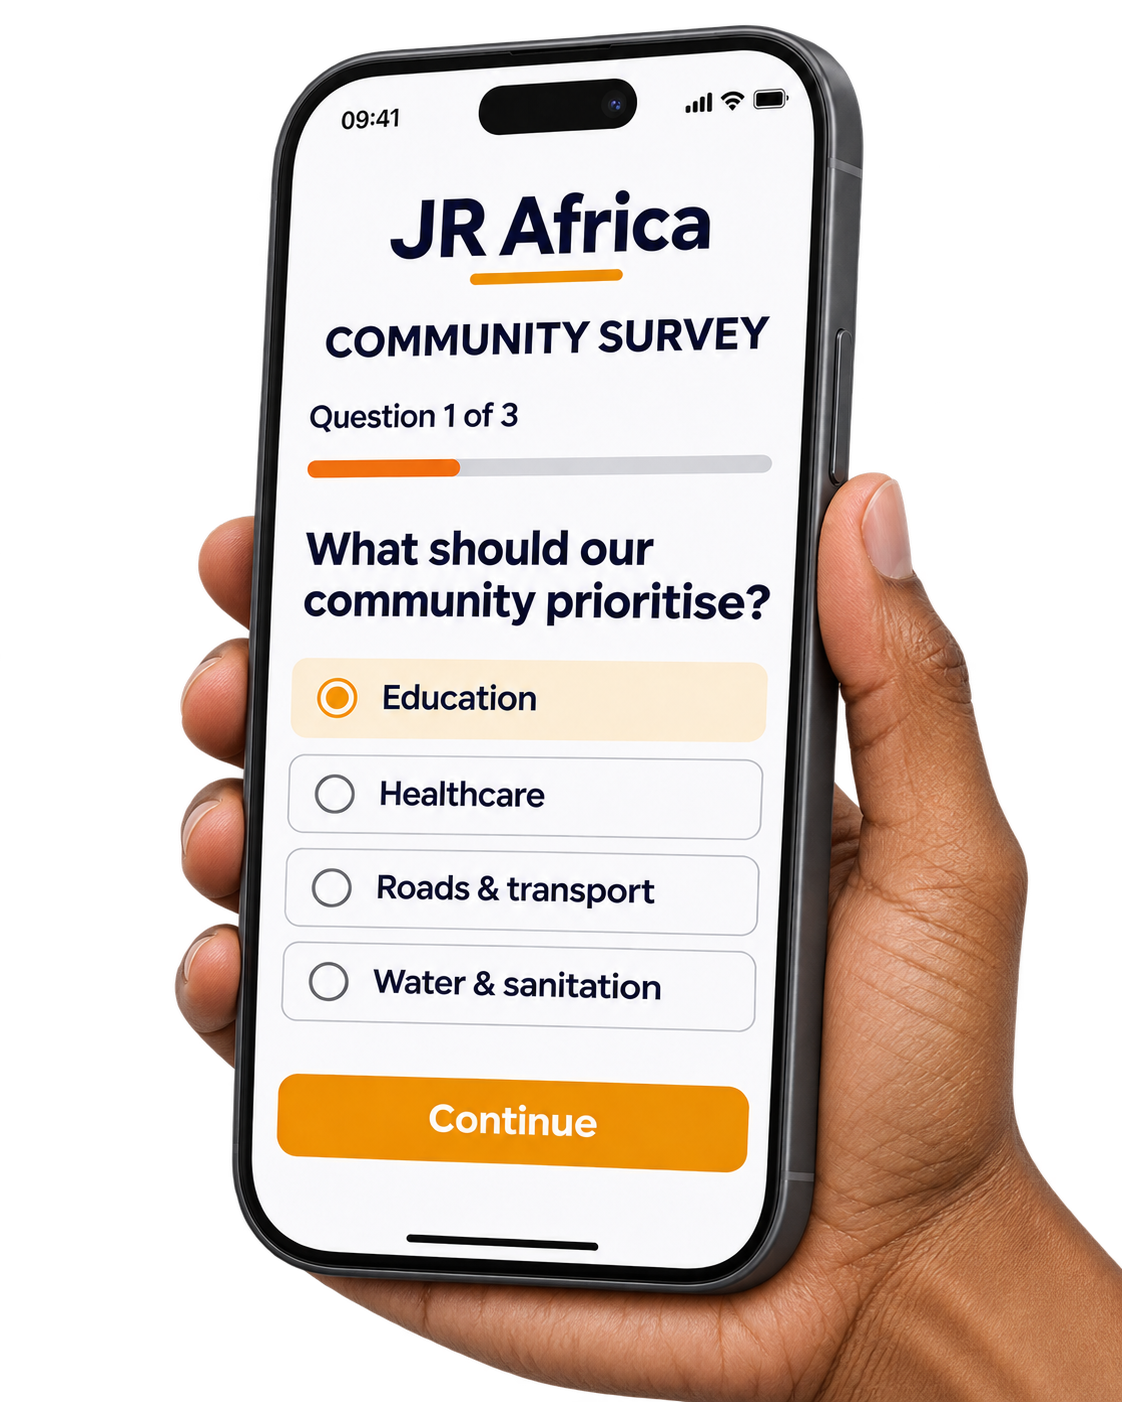 09:41
JR Africa
COMMUNITY SURVEY
Question 1 of 3
What should our
community prioritise?
Education
Healthcare
Roads & transport
Water & sanitation
Continue